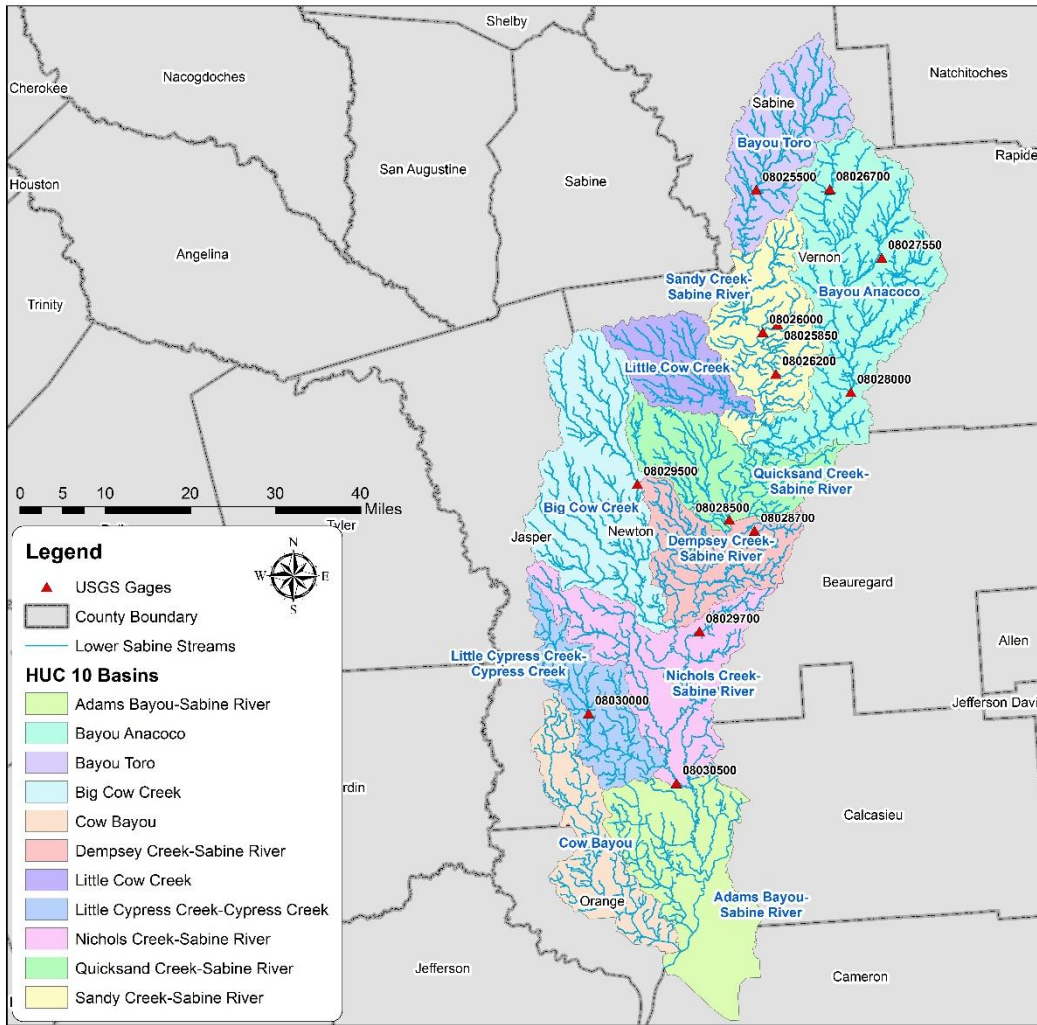 Shelby
Nacogdoches
Natchitoches
Cherokee
Sabine
Bayou Toro
Rapide
San Augustine
Sabine
08025500
08026700
Houston
Angelina
Vernon
08027550
Sandy Creek-
Sabine River
Bayou Anacoco
Trinity
08026000
08025850
Little Cow Creek
08026200
08028000
08029500
Quicksand Creek-
Sabine River
0 5 10 20 30 40
Miles
Big Cow Creek
08028500
08028700
Tyler
Jasper
Newton
Dempsey Creek-
Sabine River
Beauregard
08029700
Allen
Little Cypress Creek-
Cypress Creek
Nichols Creek-
Sabine River
08030000
Jefferson Davi
08030500
rdin
Calcasieu
Cow Bayou
Orange
Adams Bayou-
Sabine River
Jefferson
Cameron
Legend
N
W E
S
USGS Gages
County Boundary
Lower Sabine Streams
HUC 10 Basins
Adams Bayou-Sabine River
Bayou Anacoco
Bayou Toro
Big Cow Creek
Cow Bayou
Dempsey Creek-Sabine River
Little Cow Creek
Little Cypress Creek-Cypress Creek
Nichols Creek-Sabine River
Quicksand Creek-Sabine River
Sandy Creek-Sabine River